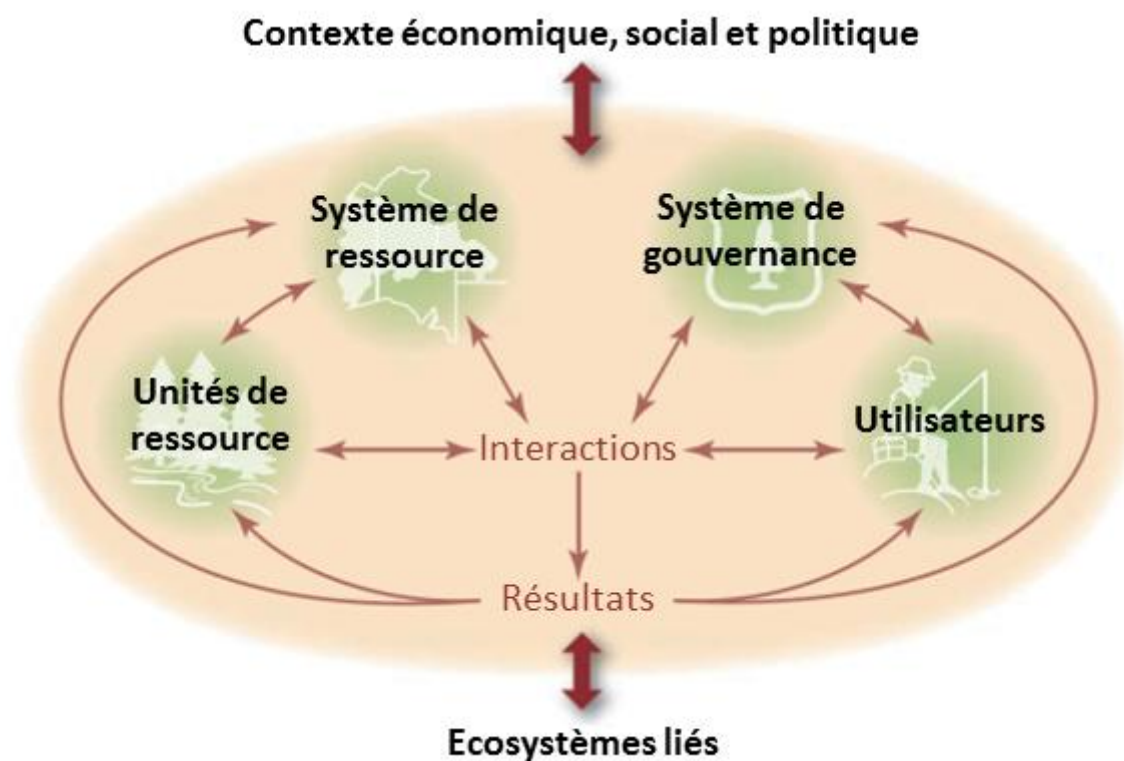 Contexte économique, social et politique
Système de
ressource
Système de
gouvernance
Unités de
ressource
Utilisateurs
Interactions
Résultats
Ecosystèmes liés